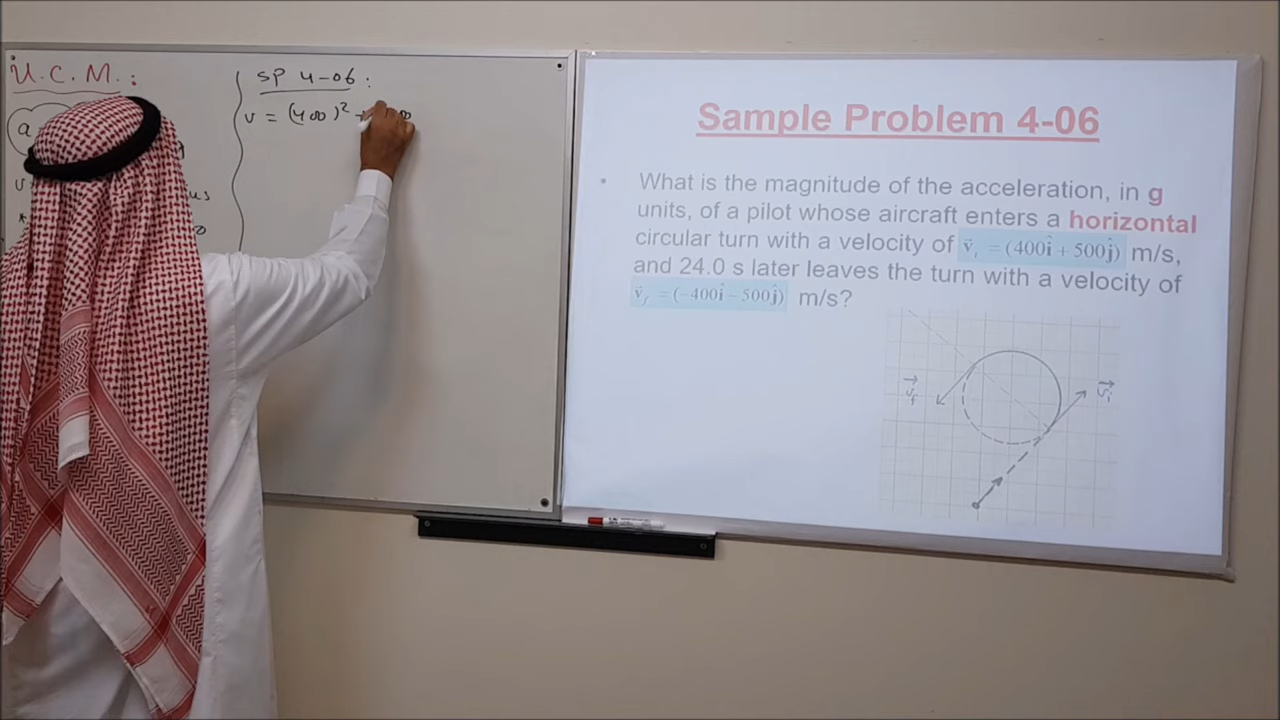 U.C.M.:
a
v
us
*
SP 4-06:
v = (400)² +
Sample Problem 4-06
• What is the magnitude of the acceleration, in g
units, of a pilot whose aircraft enters a horizontal
circular turn with a velocity of v⃗ᵢ = (400î + 500ĵ) m/s,
and 24.0 s later leaves the turn with a velocity of
v⃗f = (−400î − 500ĵ) m/s?
v⃗f
v⃗ᵢ